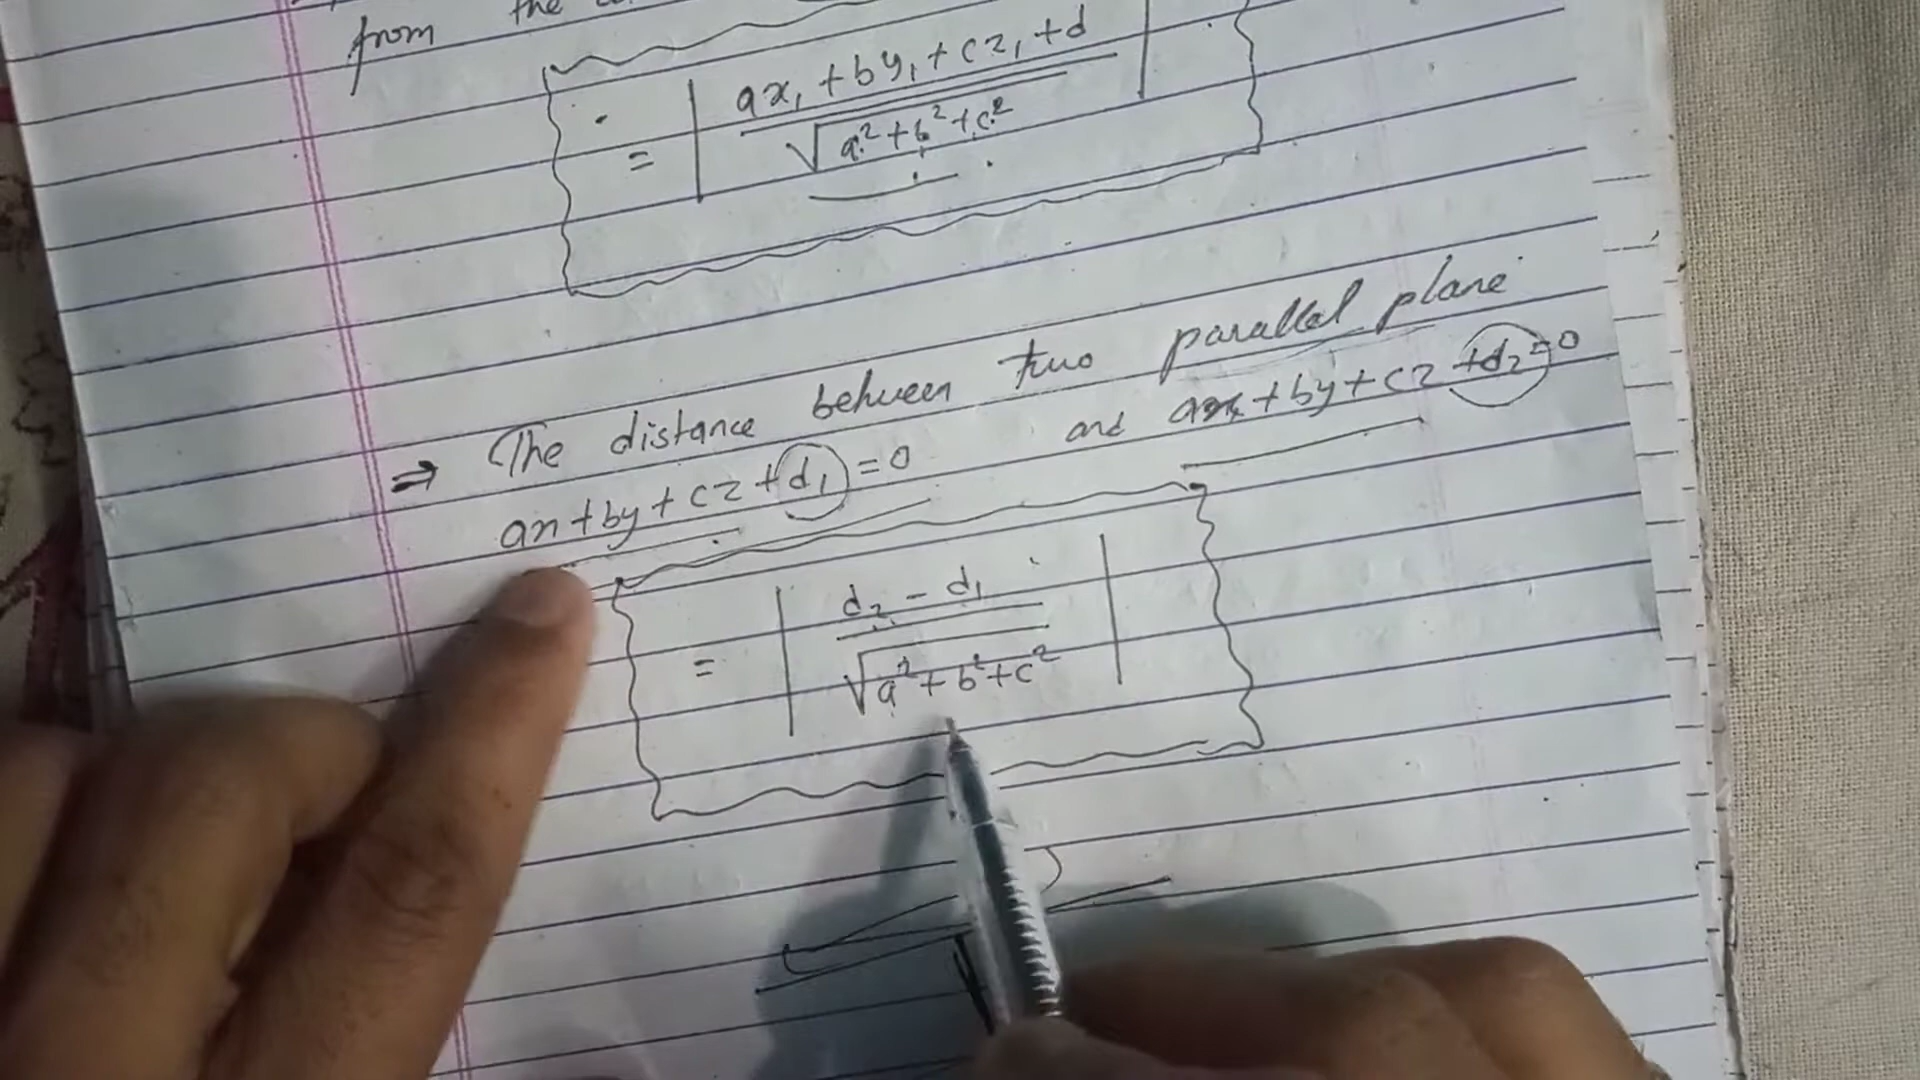 from the
= | ax₁ + by₁ + cz₁ + d / √a² + b² + c² |
⇒ The distance between two parallel plane
ax + by + cz + d₁ = 0 and ax + by + cz + d₂ = 0
= | d₂ - d₁ / √a² + b² + c² |